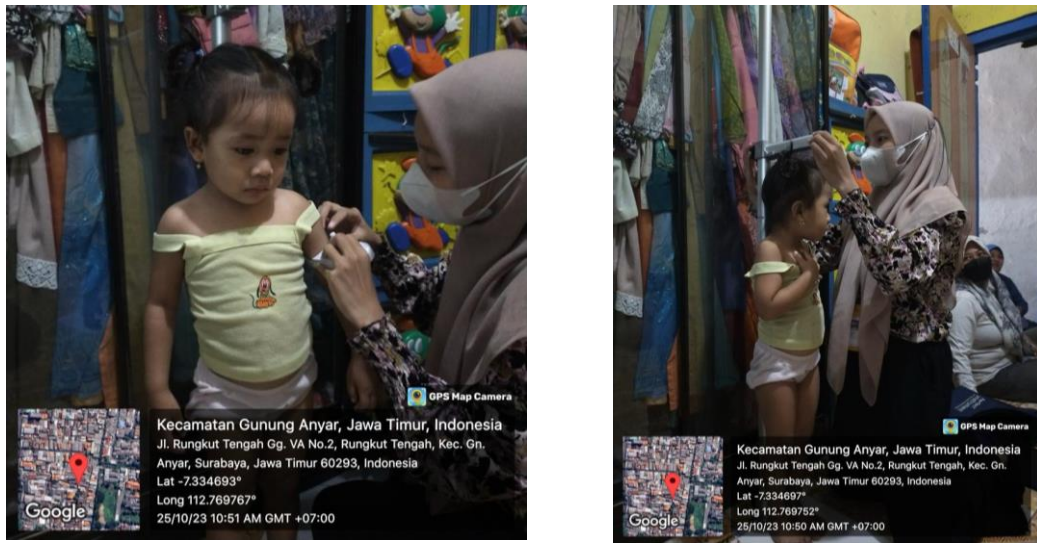 GPS Map Camera
Kecamatan Gunung Anyar, Jawa Timur, Indonesia
Jl. Rungkut Tengah Gg. VA No.2, Rungkut Tengah, Kec. Gn.
Anyar, Surabaya, Jawa Timur 60293, Indonesia
Lat -7.334693°
Long 112.769767°
25/10/23 10:51 AM GMT +07:00
Google
GPS Map Camera
Kecamatan Gunung Anyar, Jawa Timur, Indonesia
Jl. Rungkut Tengah Gg. VA No.2, Rungkut Tengah, Kec. Gn.
Anyar, Surabaya, Jawa Timur 60293, Indonesia
Lat -7.334697°
Long 112.769752°
25/10/23 10:50 AM GMT +07:00
Google